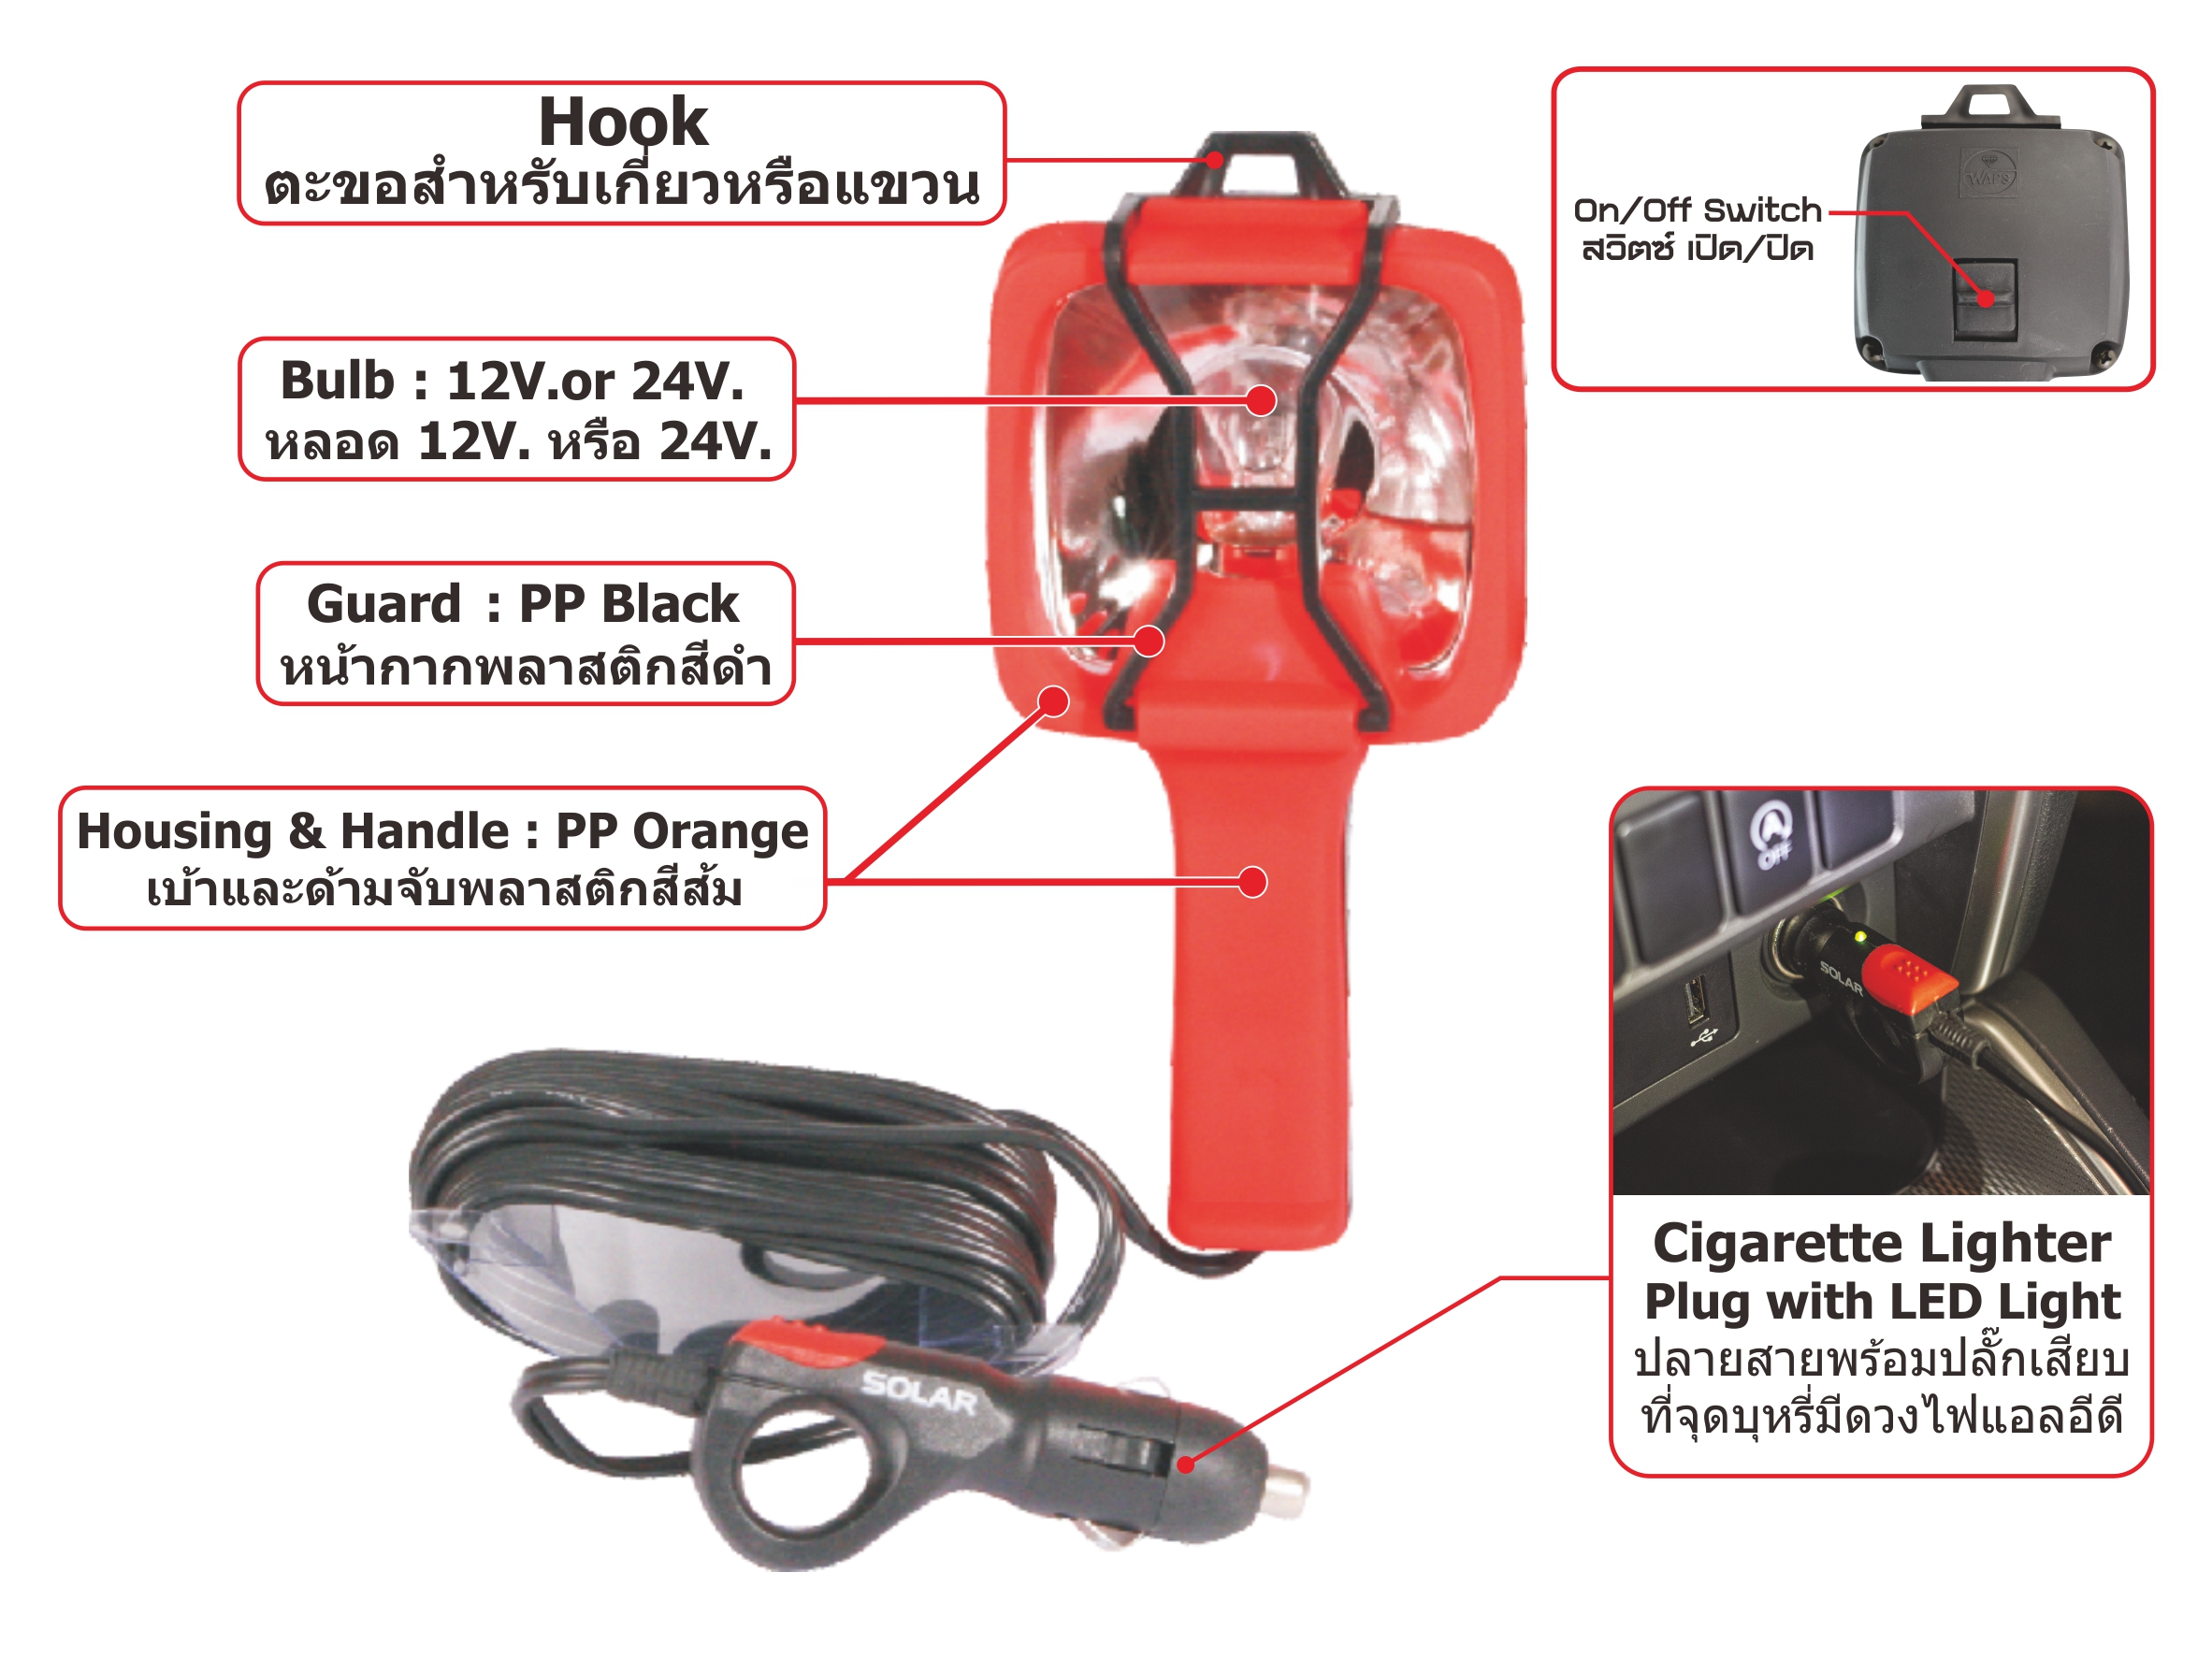 Hook
ตะขอสำหรับเกี่ยวหรือแขวน
On/Off Switch
สวิตซ์ เปิด/ปิด
WAPS
Bulb : 12V.or 24V.
หลอด 12V. หรือ 24V.
Guard : PP Black
หน้ากากพลาสติกสีดำ
Housing & Handle : PP Orange
เบ้าและด้ามจับพลาสติกสีส้ม
OFF
SOLAR
Cigarette Lighter
Plug with LED Light
ปลายสายพร้อมปลั๊กเสียบ
ที่จุดบุหรี่มีดวงไฟแอลอีดี
SOLAR